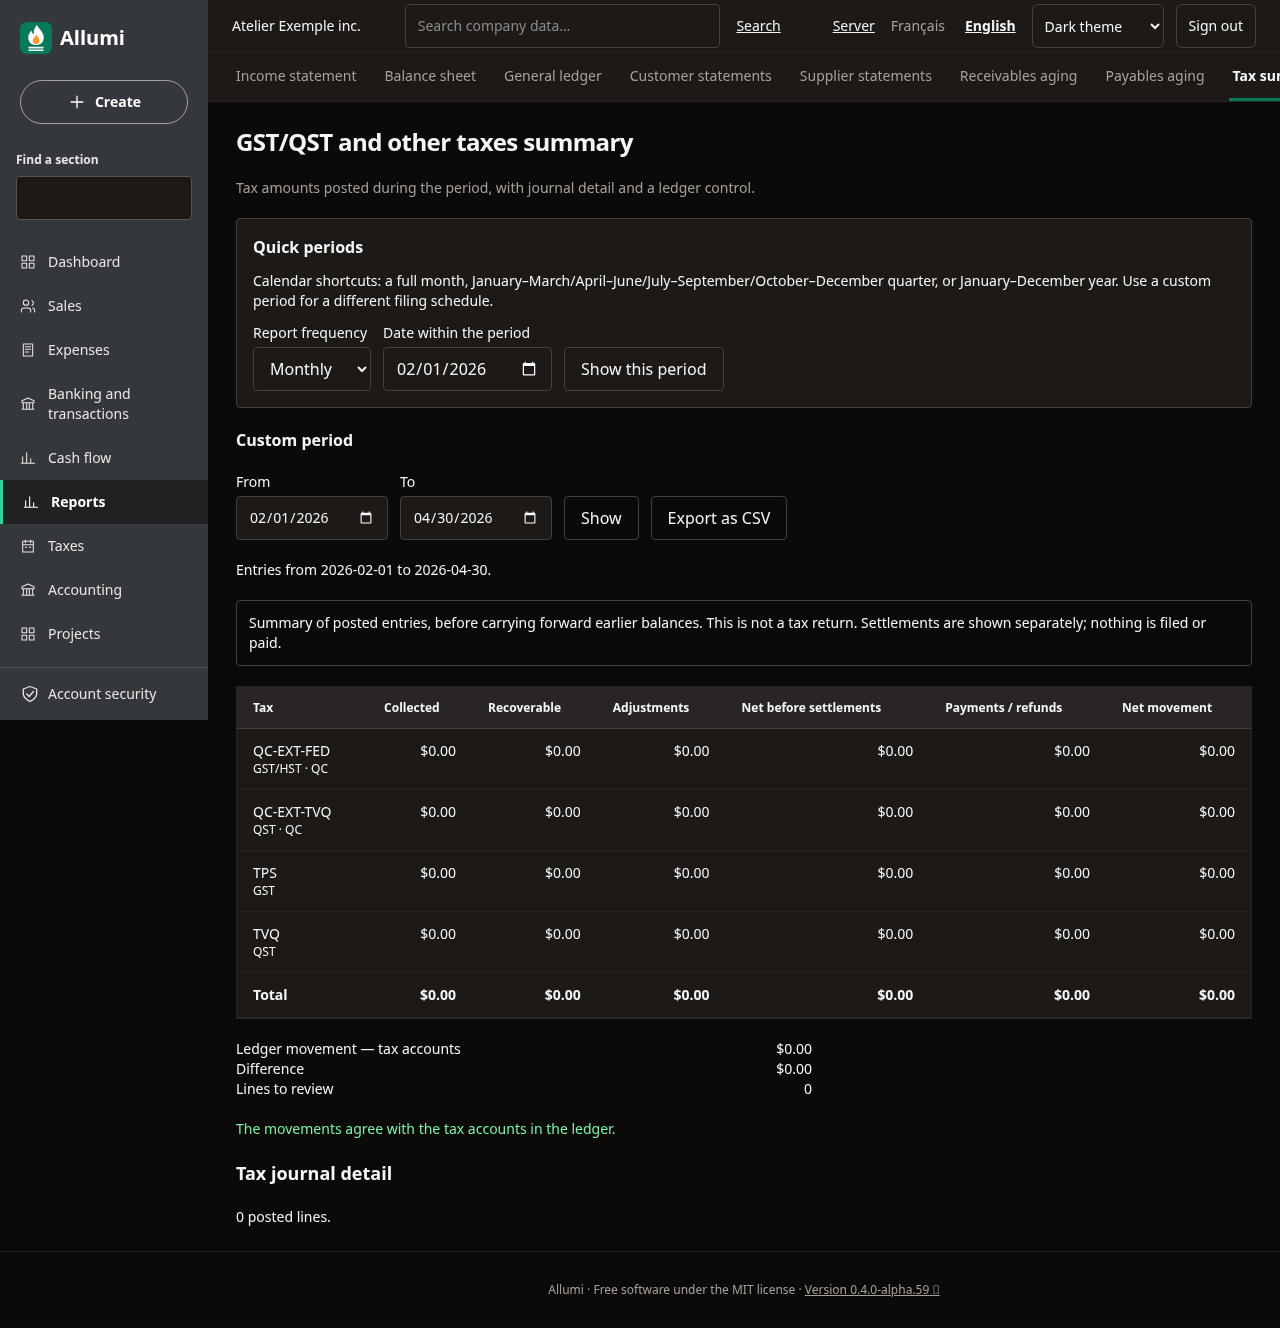 Allumi
Create
Find a section
Dashboard
Sales
Expenses
Banking and
transactions
Cash flow
Reports
Taxes
Accounting
Projects
Account security
Atelier Exemple inc.
Search company data...
Search
Server
Français
English
Dark theme
Sign out
Income statement
Balance sheet
General ledger
Customer statements
Supplier statements
Receivables aging
Payables aging
Tax sur
GST/QST and other taxes summary
Tax amounts posted during the period, with journal detail and a ledger control.
Quick periods
Calendar shortcuts: a full month, January–March/April–June/July–September/October–December quarter, or January–December year. Use a custom
period for a different filing schedule.
Report frequency Date within the period
Monthly 02/01/2026 Show this period
Custom period
From To
02/01/2026 04/30/2026 Show Export as CSV
Entries from 2026-02-01 to 2026-04-30.
Summary of posted entries, before carrying forward earlier balances. This is not a tax return. Settlements are shown separately; nothing is filed or
paid.
Tax Collected Recoverable Adjustments Net before settlements Payments / refunds Net movement
QC-EXT-FED $0.00 $0.00 $0.00 $0.00 $0.00 $0.00
GST/HST · QC
QC-EXT-TVQ $0.00 $0.00 $0.00 $0.00 $0.00 $0.00
QST · QC
TPS $0.00 $0.00 $0.00 $0.00 $0.00 $0.00
GST
TVQ $0.00 $0.00 $0.00 $0.00 $0.00 $0.00
QST
Total $0.00 $0.00 $0.00 $0.00 $0.00 $0.00
Ledger movement — tax accounts $0.00
Difference $0.00
Lines to review 0
The movements agree with the tax accounts in the ledger.
Tax journal detail
0 posted lines.
Allumi · Free software under the MIT license · Version 0.4.0-alpha.59